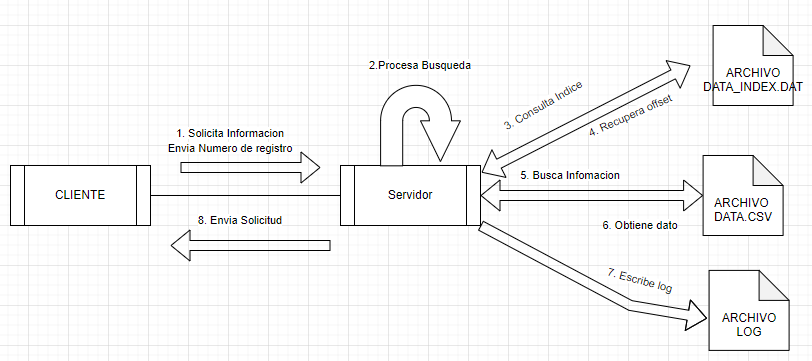 2.Procesa Busqueda
ARCHIVO
DATA_INDEX.DAT
3. Consulta Indice
4. Recupera offset
1. Solicita Informacion
Envia Numero de registro
CLIENTE
Servidor
5. Busca Infomacion
ARCHIVO
DATA.CSV
8. Envia Solicitud
6. Obtiene dato
7. Escribe log
ARCHIVO
LOG